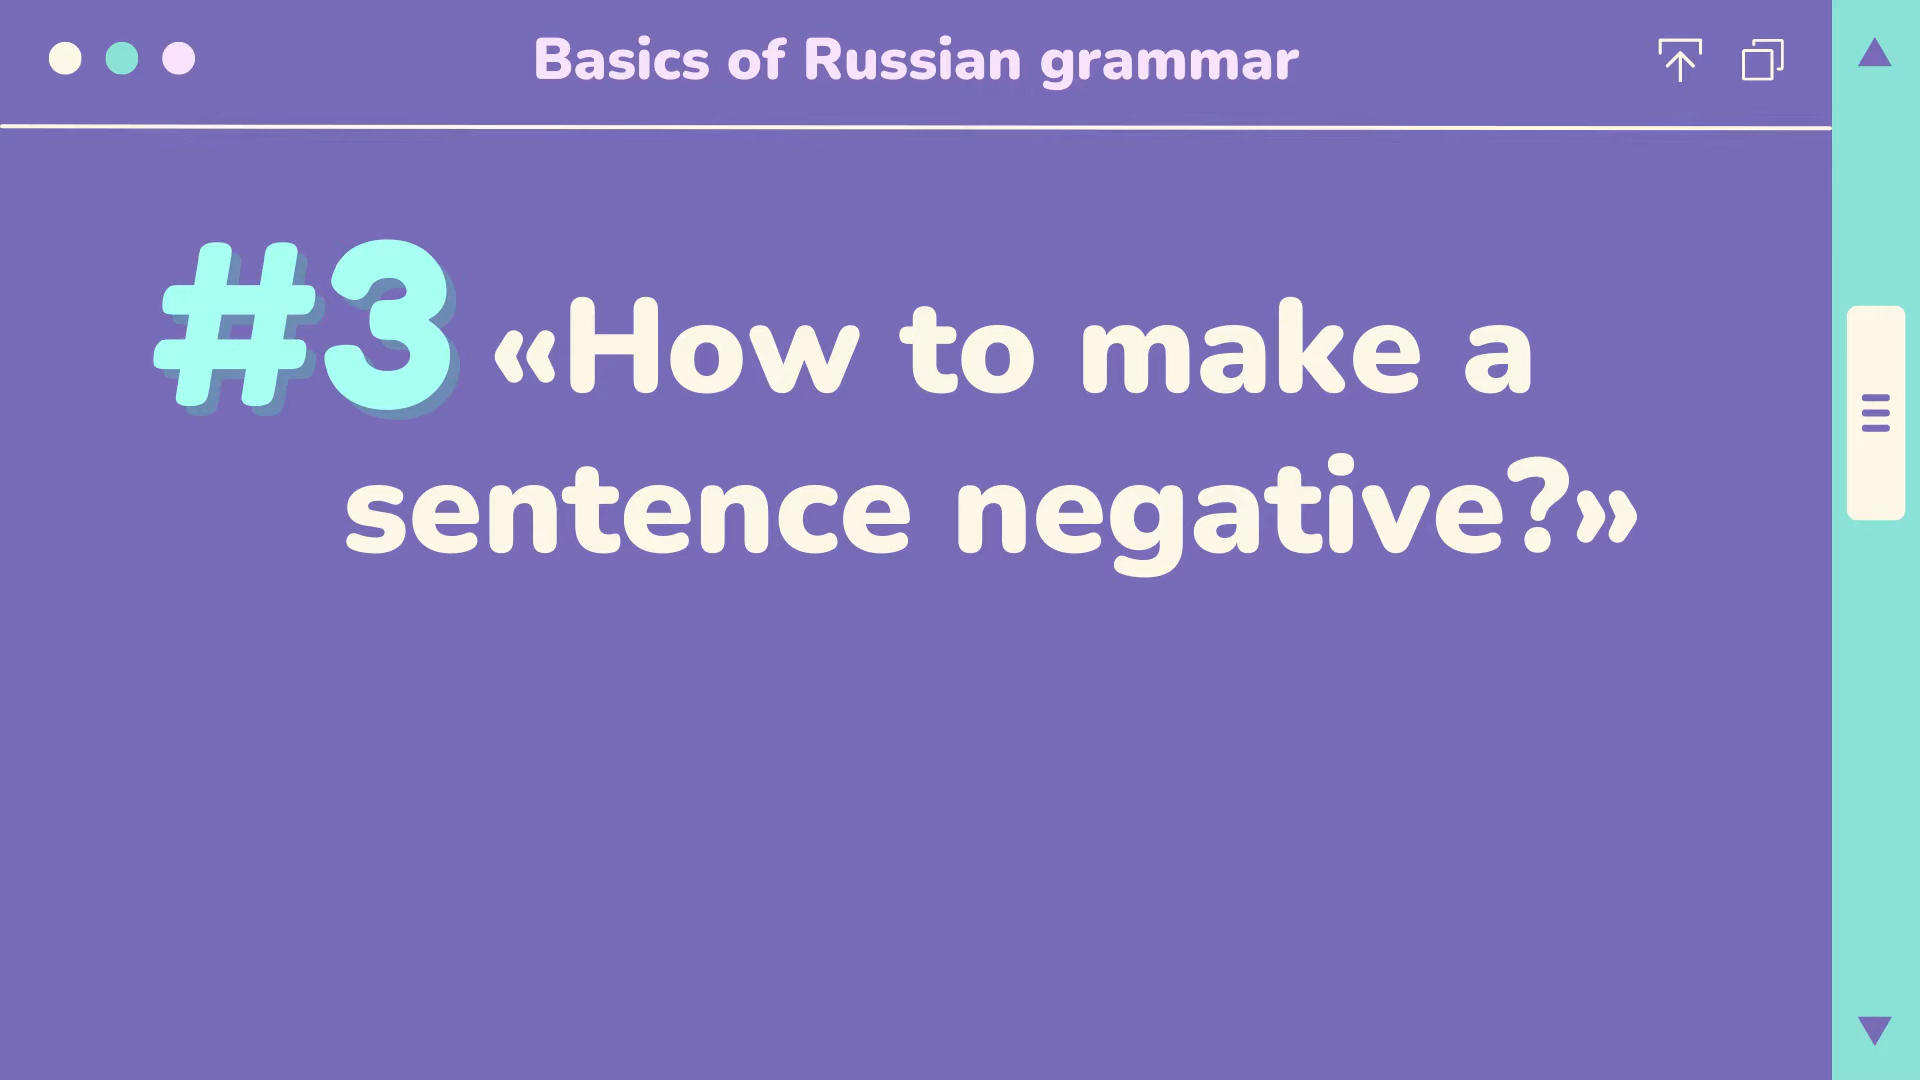 Basics of Russian grammar
#3 «How to make a
sentence negative?»